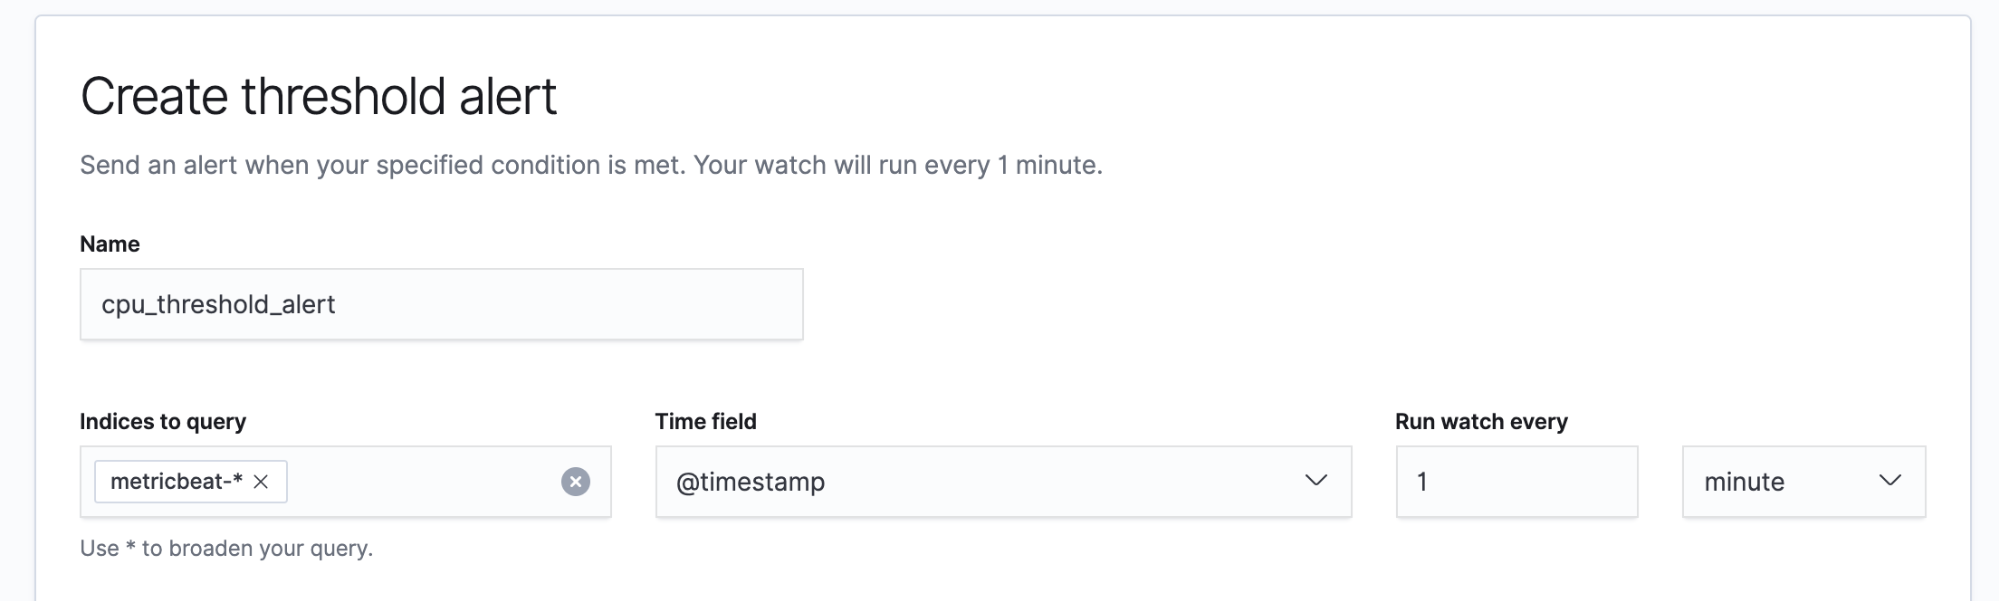 Create threshold alert
Send an alert when your specified condition is met. Your watch will run every 1 minute.
Name
cpu_threshold_alert
Indices to query
Time field
Run watch every
metricbeat-*
@timestamp
1
minute
Use * to broaden your query.